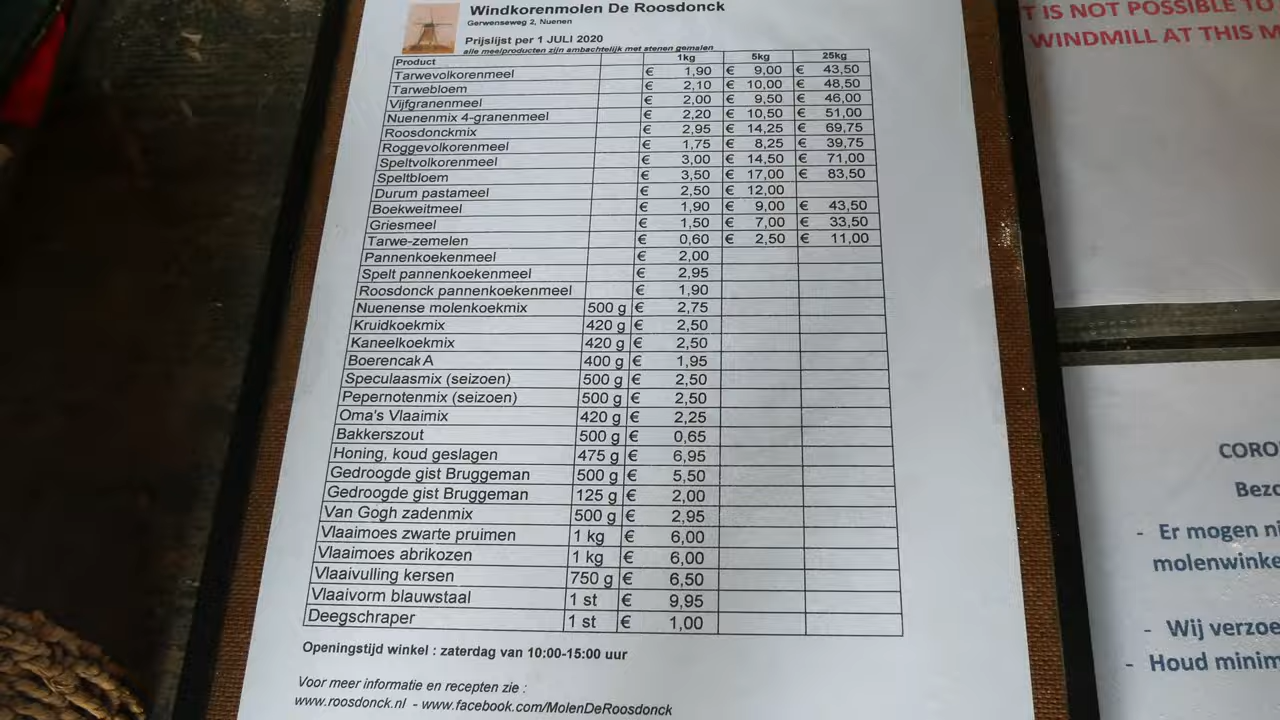 Windkorenmolen De Roosdonck
Gerwenseweg 2, Nuenen
Prijslijst per 1 JULI 2020
alle meelproducten zijn ambachtelijk met stenen gemalen
Product 1kg 5kg 25kg
Tarwevolkorenmeel € 1,90 € 9,00 € 43,50
Tarwebloem € 2,10 € 10,00 € 48,50
Vijfgranenmeel € 2,00 € 9,50 € 46,00
Nuenenmix 4-granenmeel € 2,20 € 10,50 € 51,00
Roosdonckmix € 2,95 € 14,25 € 69,75
Roggevolkorenmeel € 1,75 € 8,25 € 39,75
Speltvolkorenmeel € 3,00 € 14,50 € 71,00
Speltbloem € 3,50 € 17,00 € 83,50
Durum pastameel € 2,50 € 12,00
Boekweitmeel € 1,90 € 9,00 € 43,50
Griesmeel € 1,50 € 7,00 € 33,50
Tarwe-zemelen € 0,60 € 2,50 € 11,00
Pannenkoekenmeel € 2,00
Spelt pannenkoekenmeel € 2,95
Roosdonck pannenkoekenmeel € 1,90
Nuenense molenkoekmix 500 g € 2,75
Kruidkoekmix 420 g € 2,50
Kaneelkoekmix 420 g € 2,50
BoerencakA 400 g € 1,95
Speculaasmix (seizoen) 500 g € 2,50
Pepernotenmix (seizoen) 500 g € 2,50
Oma's Vlaaimix 420 g € 2,25
Bakkerszout 500 g € 0,65
Honing, koud geslagen 475 g € 6,95
Gedroogde gist Bruggeman 500 g € 5,50
Gedroogde gist Bruggeman 125 g € 2,00
Van Gogh zadenmix 500 g € 2,95
Vlaaimoes zwarte pruimen 1 kg € 6,00
Vlaaimoes abrikozen 1 kg € 6,00
Vlaaivulling kersen 750 g € 6,50
Vlaaivorm blauwstaal 1 st € 9,95
Deegschraper 1 st € 1,00
Openingstijd winkel : zaterdag van 10:00-15:00 uur
Voor meer informatie en recepten zie :
www.roosdonck.nl - www.facebook.com/MolenDeRoosdonck
T IS NOT POSSIBLE TO
WINDMILL AT THIS M
CORO
Bezo
- Er mogen n
molenwinke
- Wij verzoe
- Houd minim